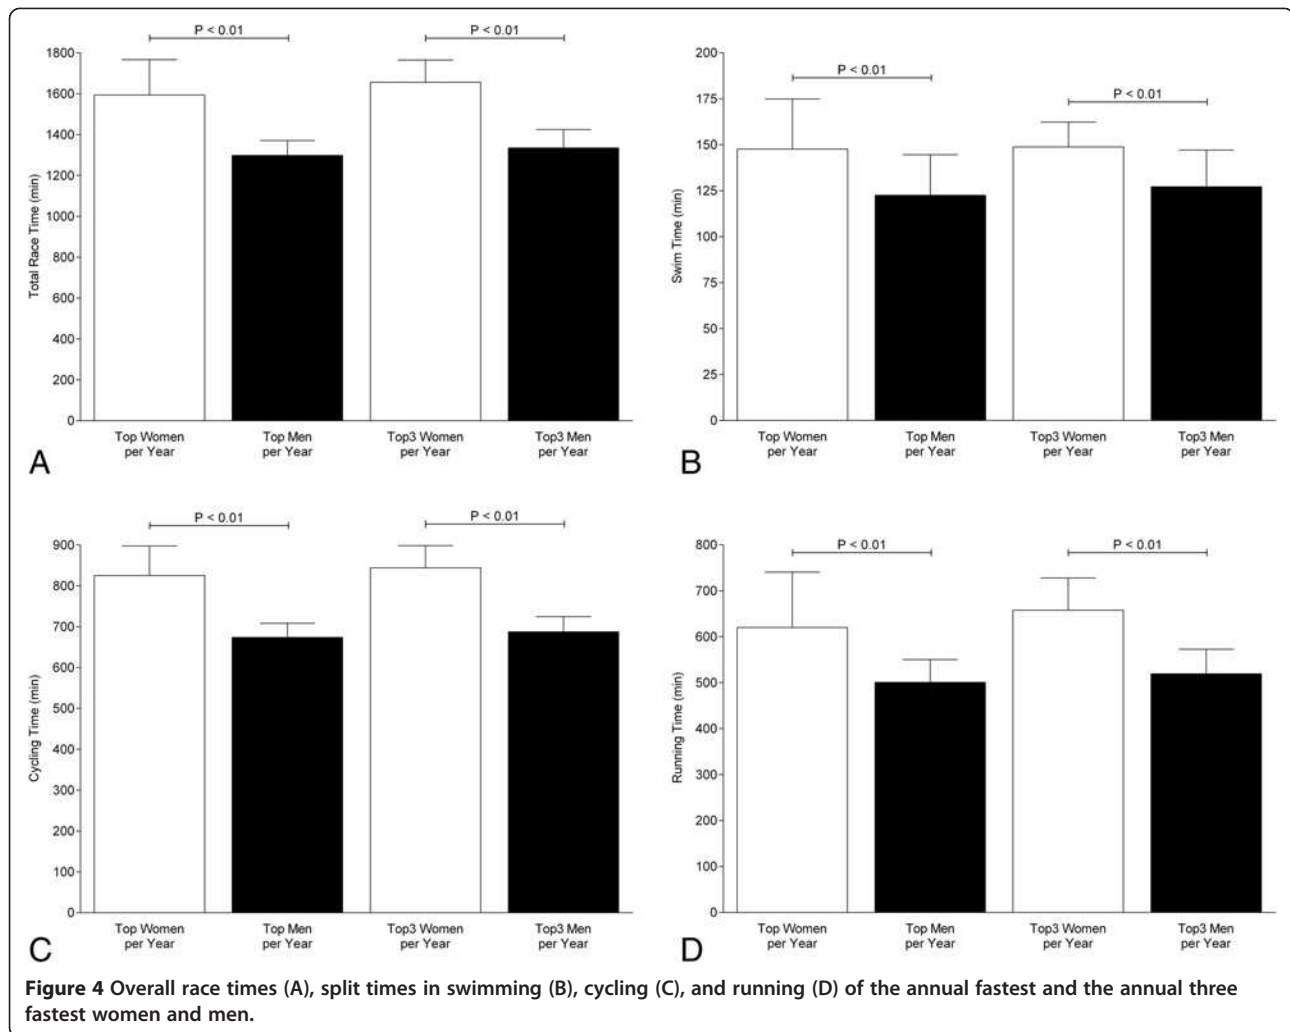 P < 0.01
P < 0.01
1800
1600
1400
1200
1000
800
600
400
200
0
Total Race Time (min)
Top Women
per Year
Top Men
per Year
Top3 Women
per Year
Top3 Men
per Year
A
P < 0.01
P < 0.01
200
175
150
125
100
75
50
25
0
Swim Time (min)
Top Women
per Year
Top Men
per Year
Top3 Women
per Year
Top3 Men
per Year
B
P < 0.01
P < 0.01
900
800
700
600
500
400
300
200
100
0
Cycling Time (min)
Top Women
per Year
Top Men
per Year
Top3 Women
per Year
Top3 Men
per Year
C
P < 0.01
P < 0.01
800
700
600
500
400
300
200
100
0
Running Time (min)
Top Women
per Year
Top Men
per Year
Top3 Women
per Year
Top3 Men
per Year
D
Figure 4 Overall race times (A), split times in swimming (B), cycling (C), and running (D) of the annual fastest and the annual three
fastest women and men.